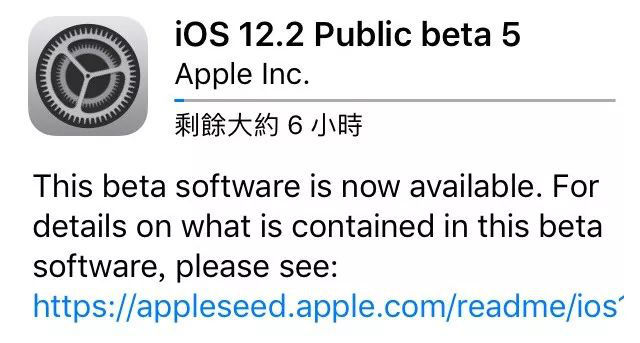 iOS 12.2 Public beta 5
Apple Inc.
剩餘大約 6 小時
This beta software is now available. For
details on what is contained in this beta
software, please see:
https://appleseed.apple.com/readme/ios1